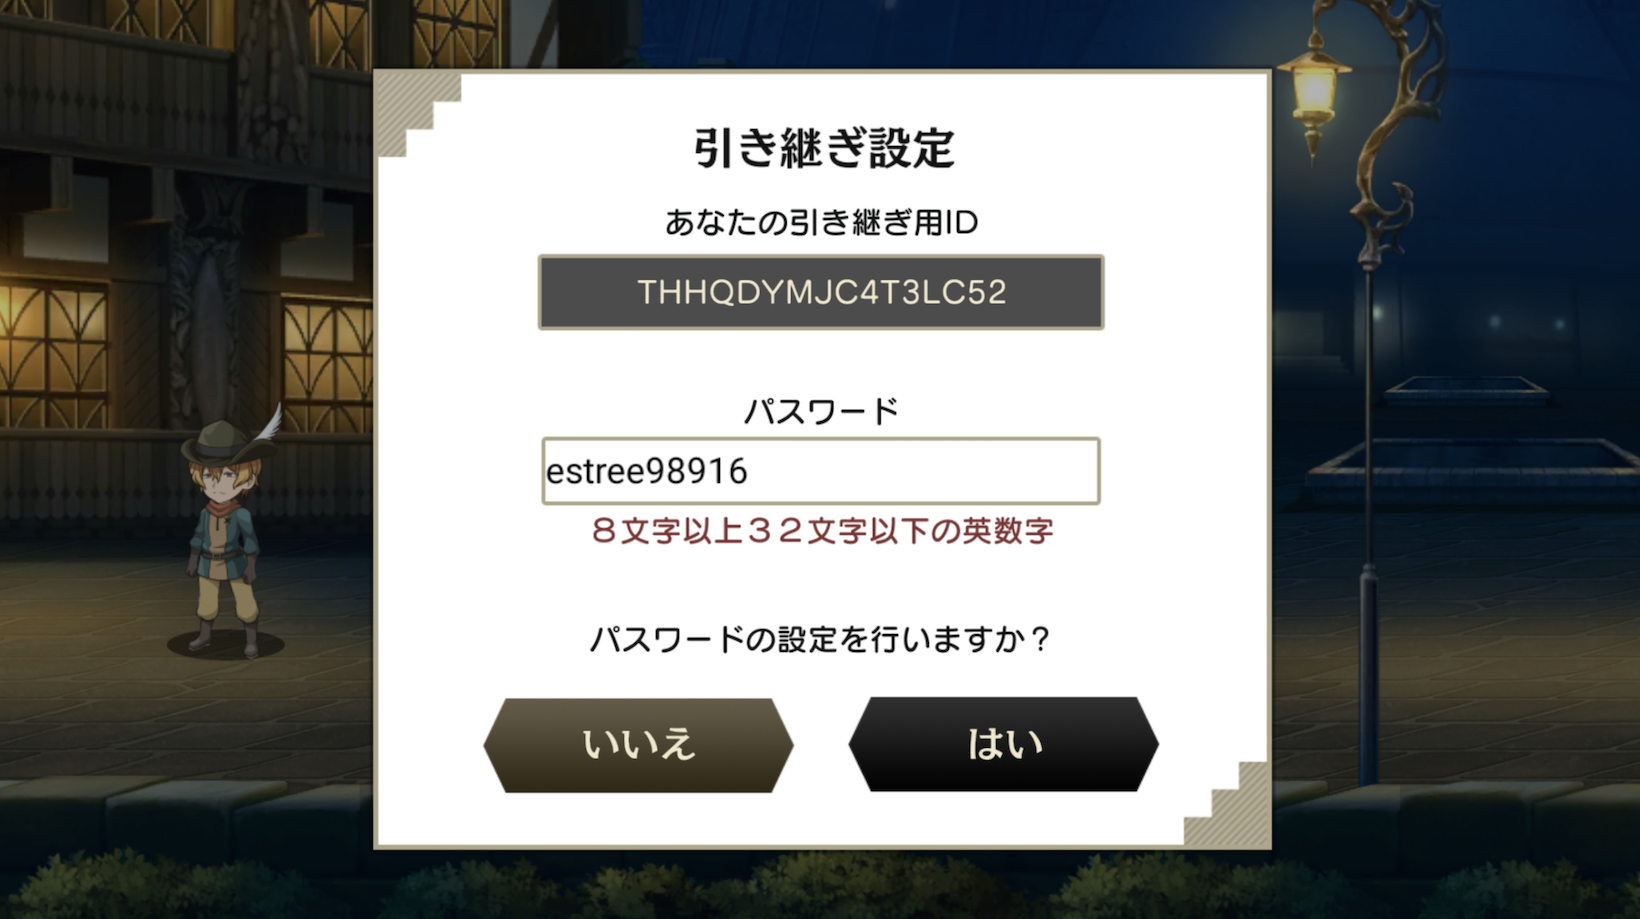 引き継ぎ設定
あなたの引き継ぎ用ID
THHQDYMJC4T3LC52
パスワード
estree98916
８文字以上３２文字以下の英数字
パスワードの設定を行いますか？
いいえ
はい